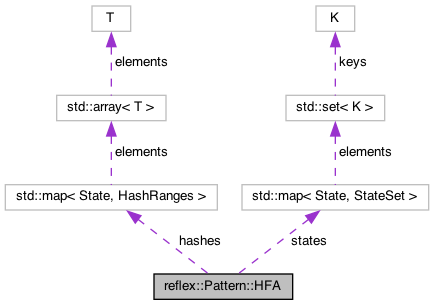 T
K
elements
keys
std::array< T >
std::set< K >
elements
elements
std::map< State, HashRanges >
std::map< State, StateSet >
hashes
states
reflex::Pattern::HFA